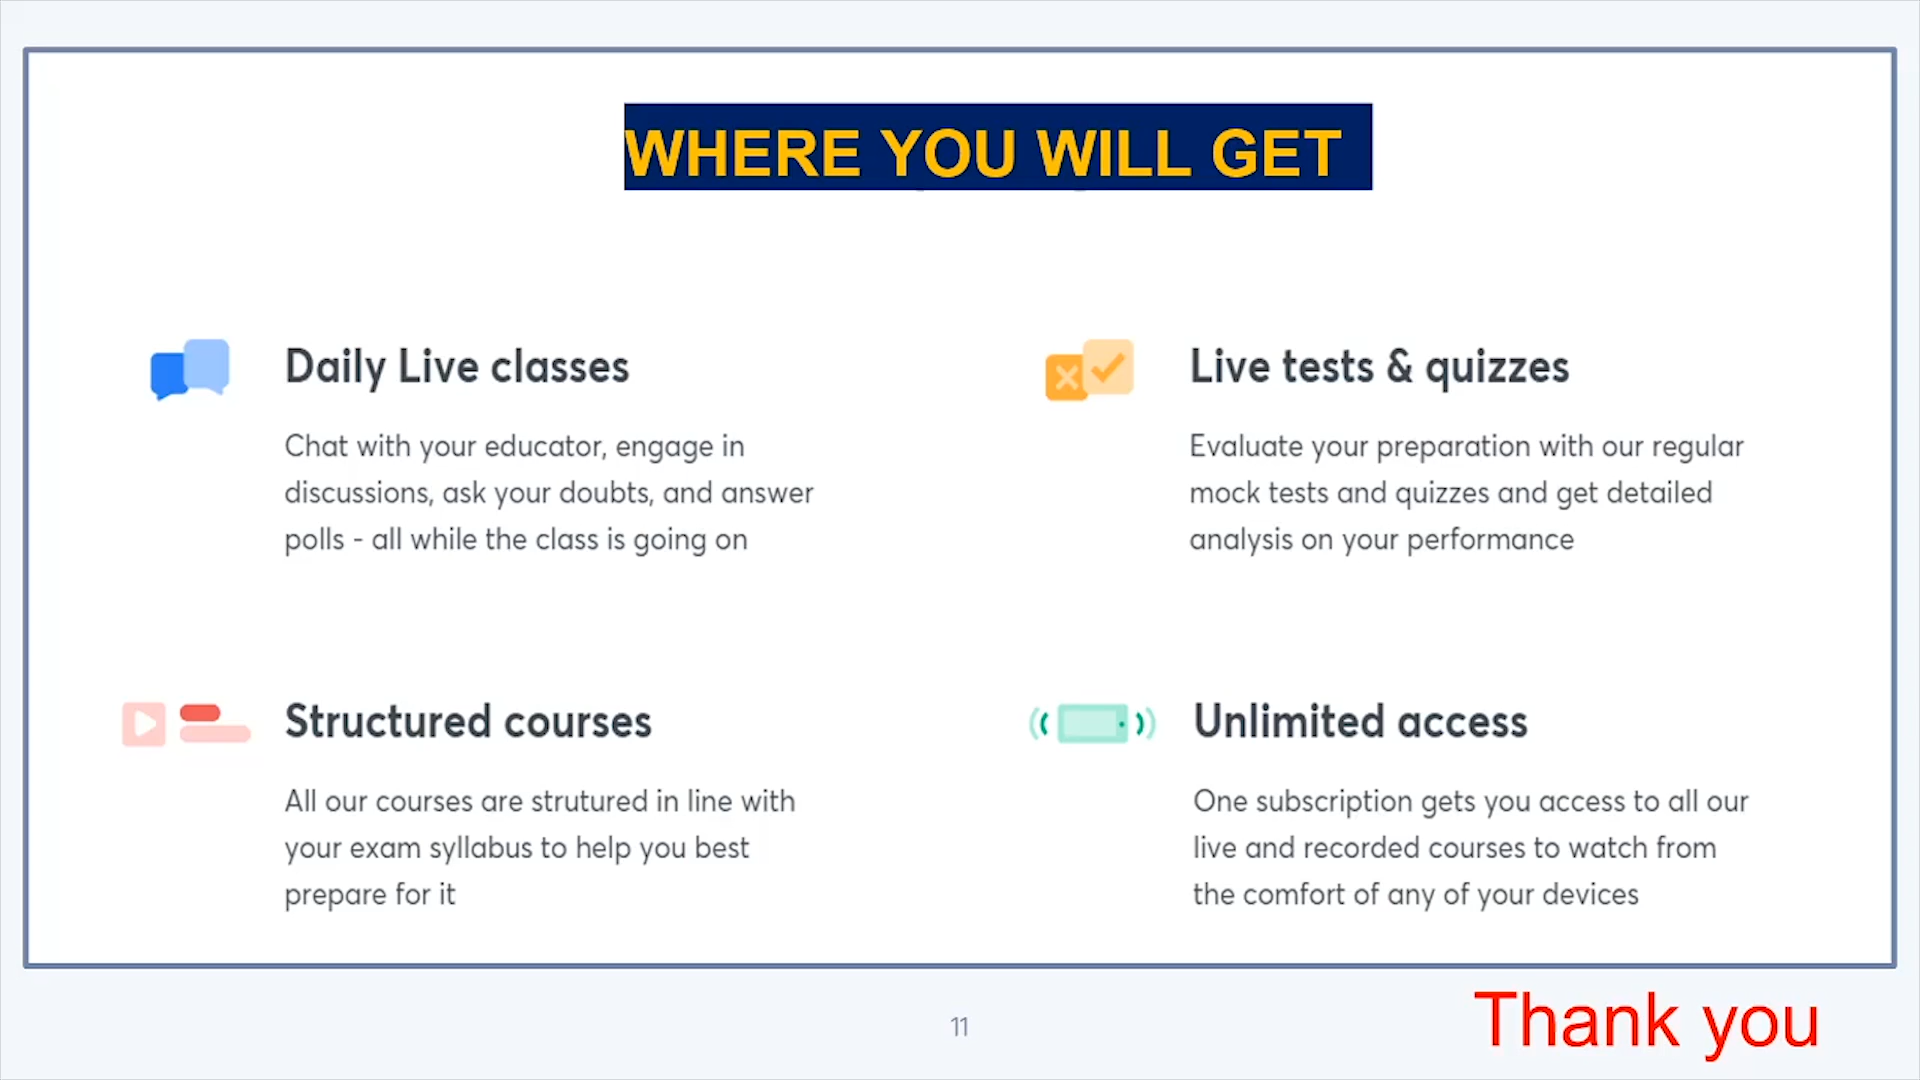 WHERE YOU WILL GET
Daily Live classes
Chat with your educator, engage in
discussions, ask your doubts, and answer
polls - all while the class is going on
Live tests & quizzes
Evaluate your preparation with our regular
mock tests and quizzes and get detailed
analysis on your performance
Structured courses
All our courses are strutured in line with
your exam syllabus to help you best
prepare for it
Unlimited access
One subscription gets you access to all our
live and recorded courses to watch from
the comfort of any of your devices
11
Thank you